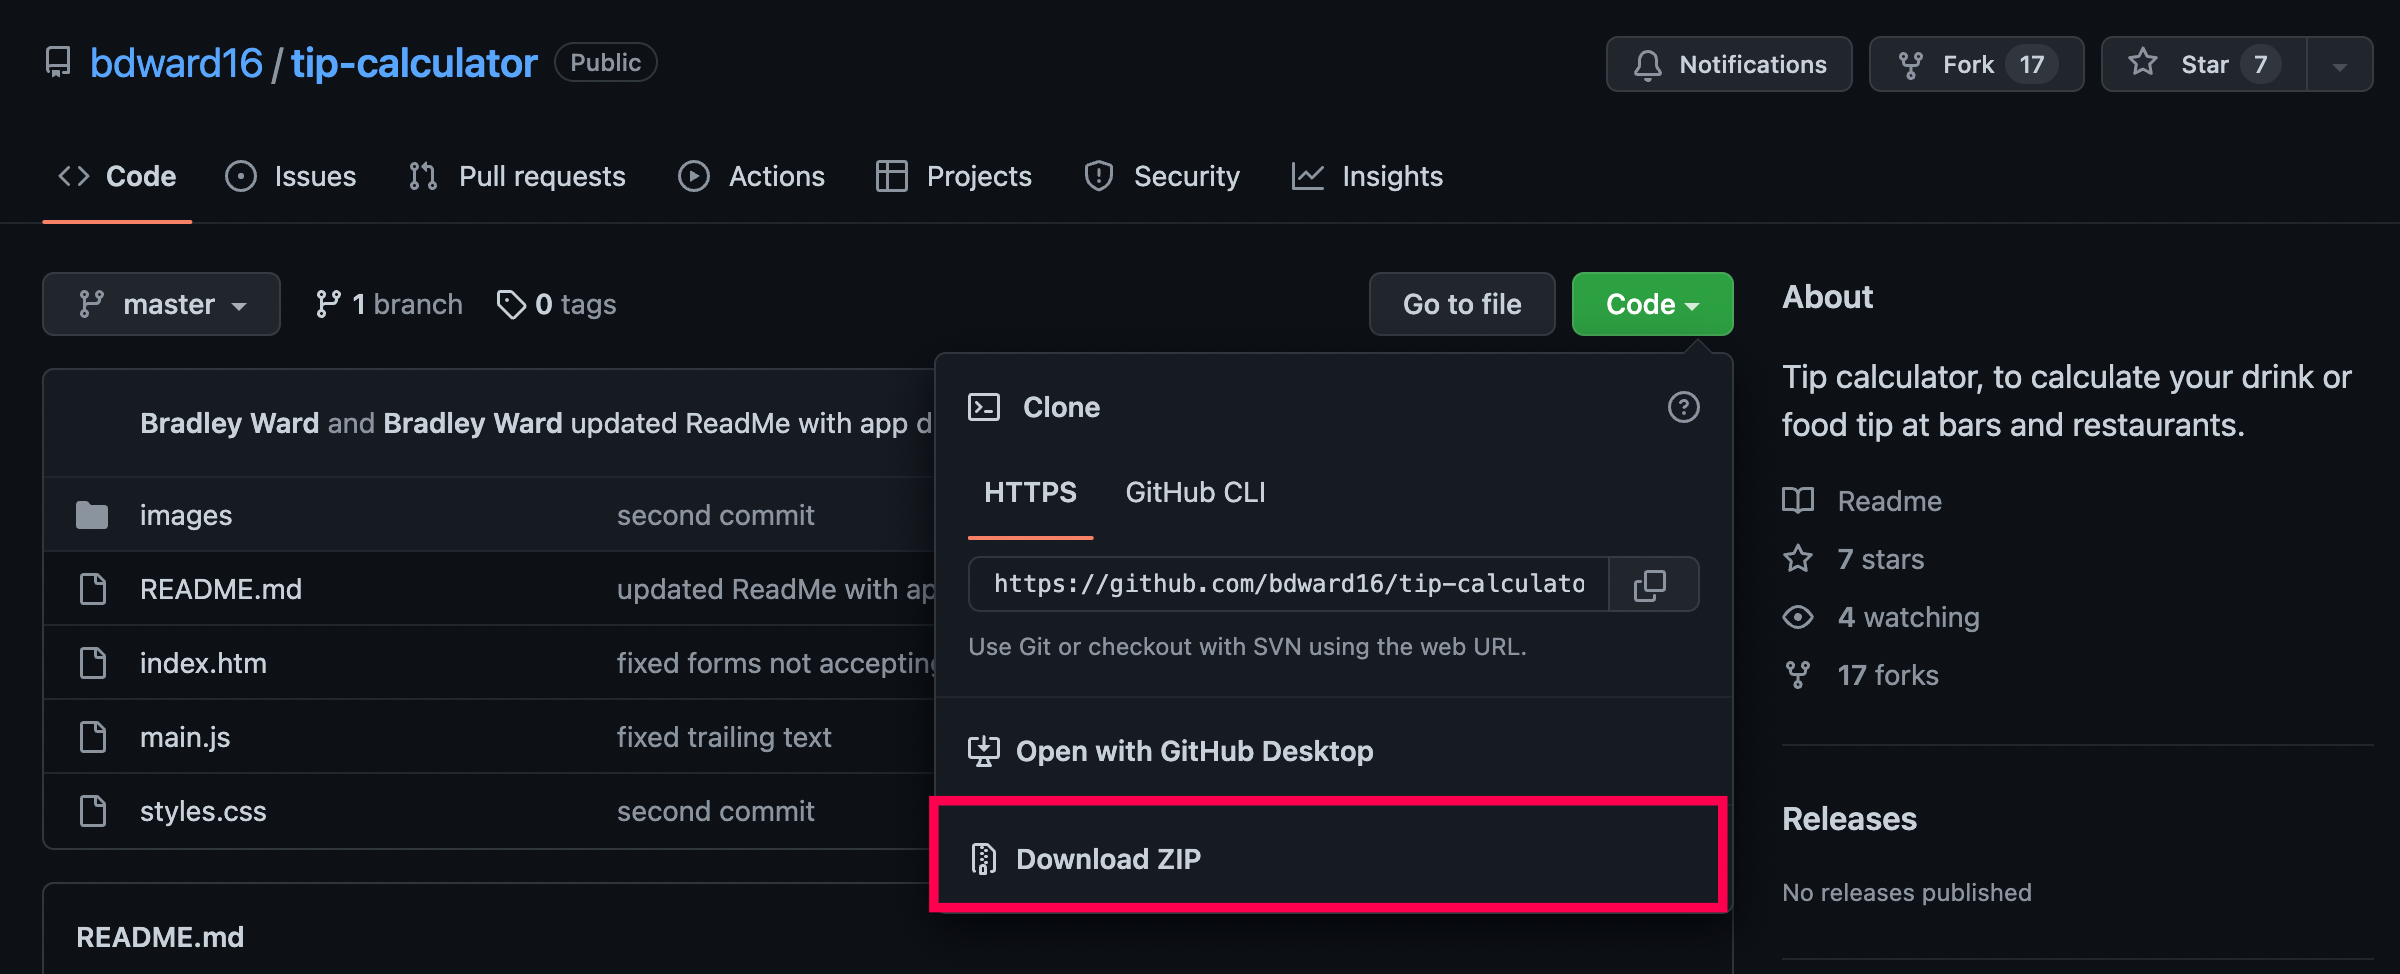 bdward16 / tip-calculator Public
Notifications Fork 17 Star 7
Code Issues Pull requests Actions Projects Security Insights
master 1 branch 0 tags Go to file Code
Bradley Ward and Bradley Ward updated ReadMe with app d
images second commit
README.md updated ReadMe with ap
index.htm fixed forms not accepting
main.js fixed trailing text
styles.css second commit
README.md
Clone
HTTPS GitHub CLI
https://github.com/bdward16/tip-calculato
Use Git or checkout with SVN using the web URL.
Open with GitHub Desktop
Download ZIP
About
Tip calculator, to calculate your drink or
food tip at bars and restaurants.
Readme
7 stars
4 watching
17 forks
Releases
No releases published